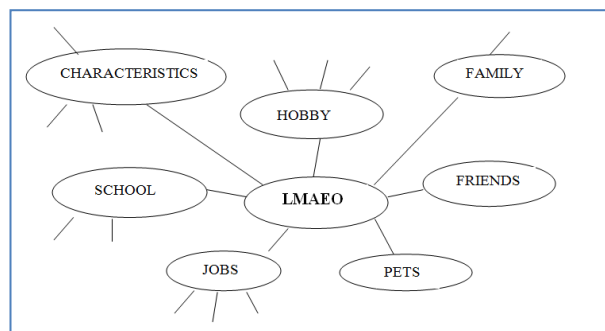 CHARACTERISTICS
FAMILY
HOBBY
SCHOOL
LMAEO
FRIENDS
JOBS
PETS